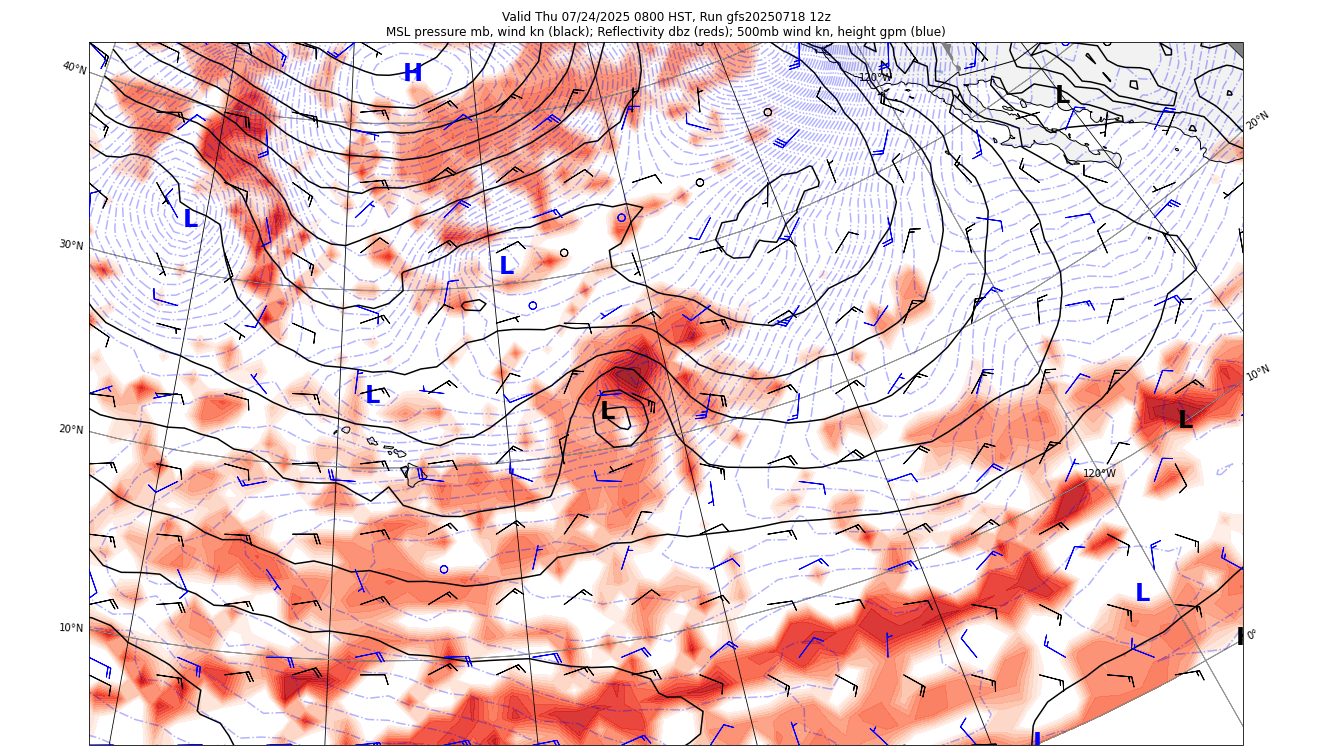 Valid Thu 07/24/2025 0800 HST, Run gfs20250718 12z
MSL pressure mb, wind kn (black); Reflectivity dbz (reds); 500mb wind kn, height gpm (blue)
40°N
H
120°W
L
20°N
L
30°N
L
10°N
L
L
L
20°N
120°W
L
10°N
0°
L